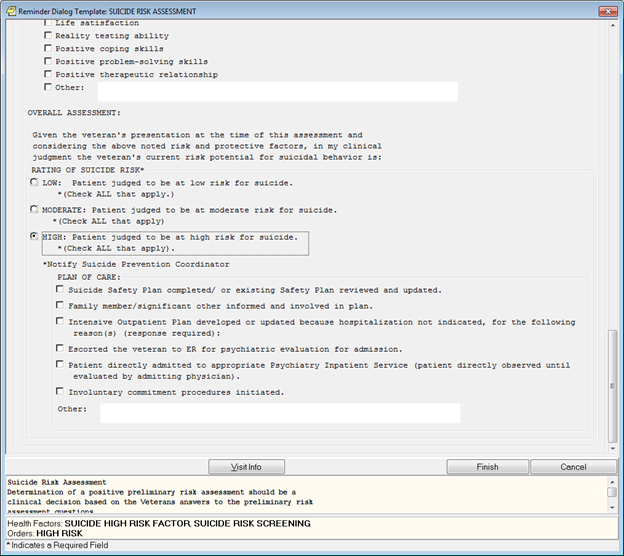 Reminder Dialog Template: SUICIDE RISK ASSESSMENT
Life satisfaction
Reality testing ability
Positive coping skills
Positive problem-solving skills
Positive therapeutic relationship
Other:
OVERALL ASSESSMENT:
Given the veteran's presentation at the time of this assessment and
considering the above noted risk and protective factors, in my clinical
judgment the veteran's current risk potential for suicidal behavior is:
RATING OF SUICIDE RISK*
LOW: Patient judged to be at low risk for suicide.
*(Check ALL that apply.)
MODERATE: Patient judged to be at moderate risk for suicide.
*(Check ALL that apply)
HIGH: Patient judged to be at high risk for suicide.
*(Check ALL that apply).
*Notify Suicide Prevention Coordinator
PLAN OF CARE:
Suicide Safety Plan completed/ or existing Safety Plan reviewed and updated.
Family member/significant other informed and involved in plan.
Intensive Outpatient Plan developed or updated because hospitalization not indicated, for the following
reason(s) (response required):
Escorted the veteran to ER for psychiatric evaluation for admission.
Patient directly admitted to appropriate Psychiatry Inpatient Service (patient directly observed until
evaluated by admitting physician).
Involuntary commitment procedures initiated.
Other:
Visit Info Finish Cancel
Suicide Risk Assessment
Determination of a positive preliminary risk assessment should be a
clinical decision based on the Veterans answers to the preliminary risk
assessment questions
Health Factors: SUICIDE HIGH RISK FACTOR, SUICIDE RISK SCREENING
Orders: HIGH RISK
* Indicates a Required Field